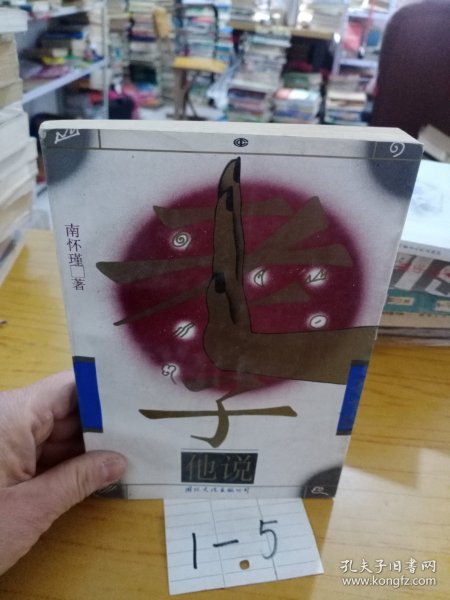 南怀瑾 著
老
子
他说
国际文化出版公司
1-5
孔夫子旧书网
www.kongfz.com